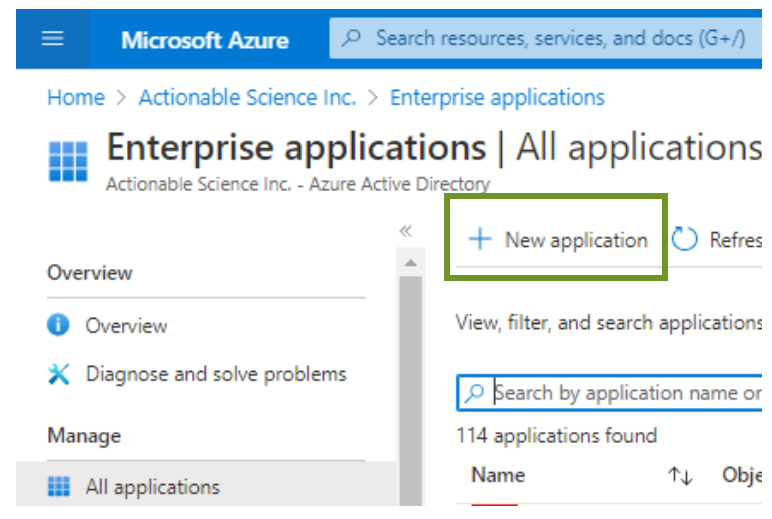 Microsoft Azure
Search resources, services, and docs (G+/)
Home > Actionable Science Inc. > Enterprise applications
Enterprise applications | All applications
Actionable Science Inc. - Azure Active Directory
«
+ New application
Refres
Overview
Overview
View, filter, and search applications
Diagnose and solve problems
Search by application name or
Manage
114 applications found
All applications
Name ↑↓ Obje